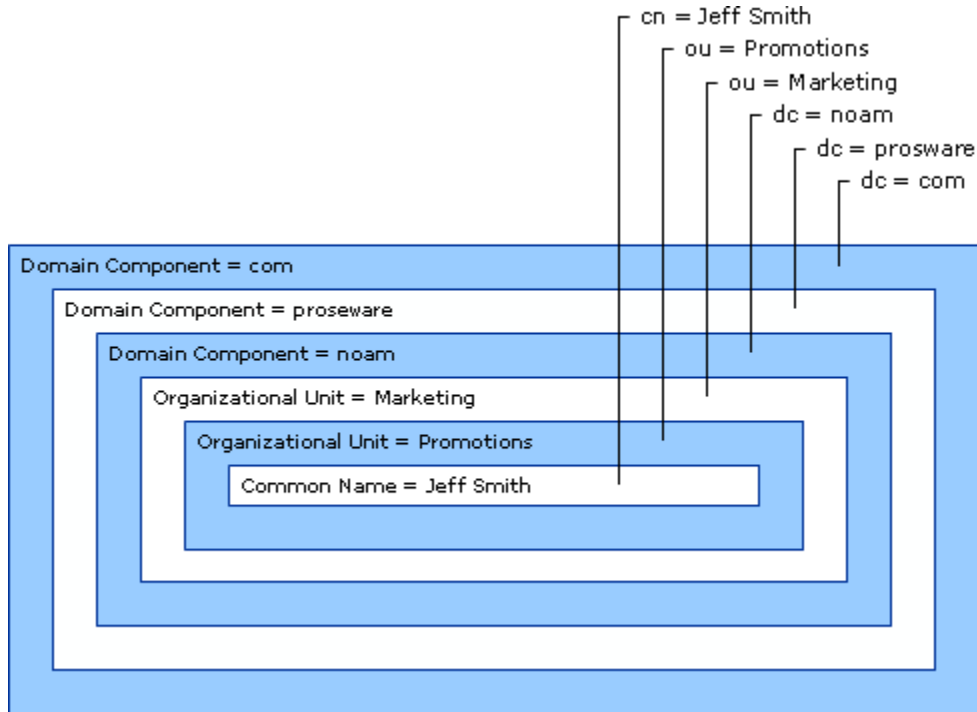 cn = Jeff Smith
ou = Promotions
ou = Marketing
dc = noam
dc = prosware
dc = com
Domain Component = com
Domain Component = proseware
Domain Component = noam
Organizational Unit = Marketing
Organizational Unit = Promotions
Common Name = Jeff Smith